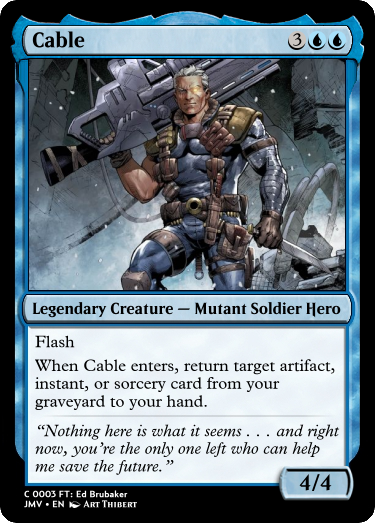 Cable 3
Legendary Creature — Mutant Soldier Hero
Flash
When Cable enters, return target artifact,
instant, or sorcery card from your
graveyard to your hand.
“Nothing here is what it seems . . . and right
now, you’re the only one left who can help
me save the future.”
4/4
C 0003 FT: Ed Brubaker
JMV • EN Art Thibert